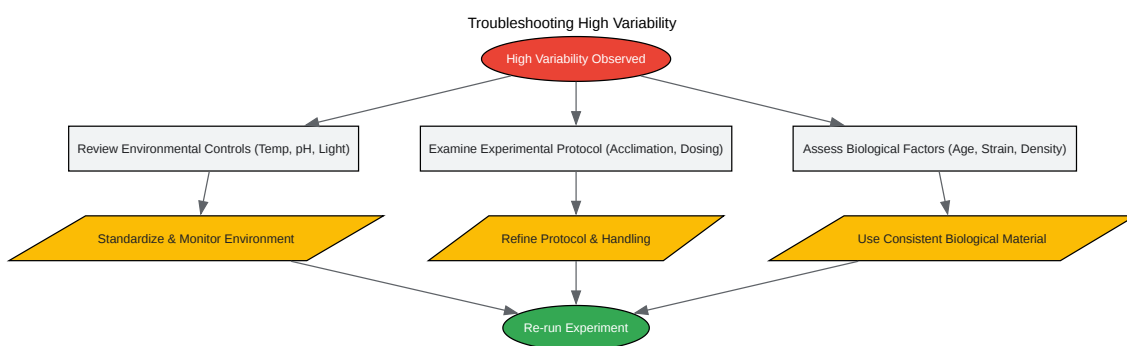 Troubleshooting High Variability
High Variability Observed
Review Environmental Controls (Temp, pH, Light)
Examine Experimental Protocol (Acclimation, Dosing)
Assess Biological Factors (Age, Strain, Density)
Standardize & Monitor Environment
Refine Protocol & Handling
Use Consistent Biological Material
Re-run Experiment